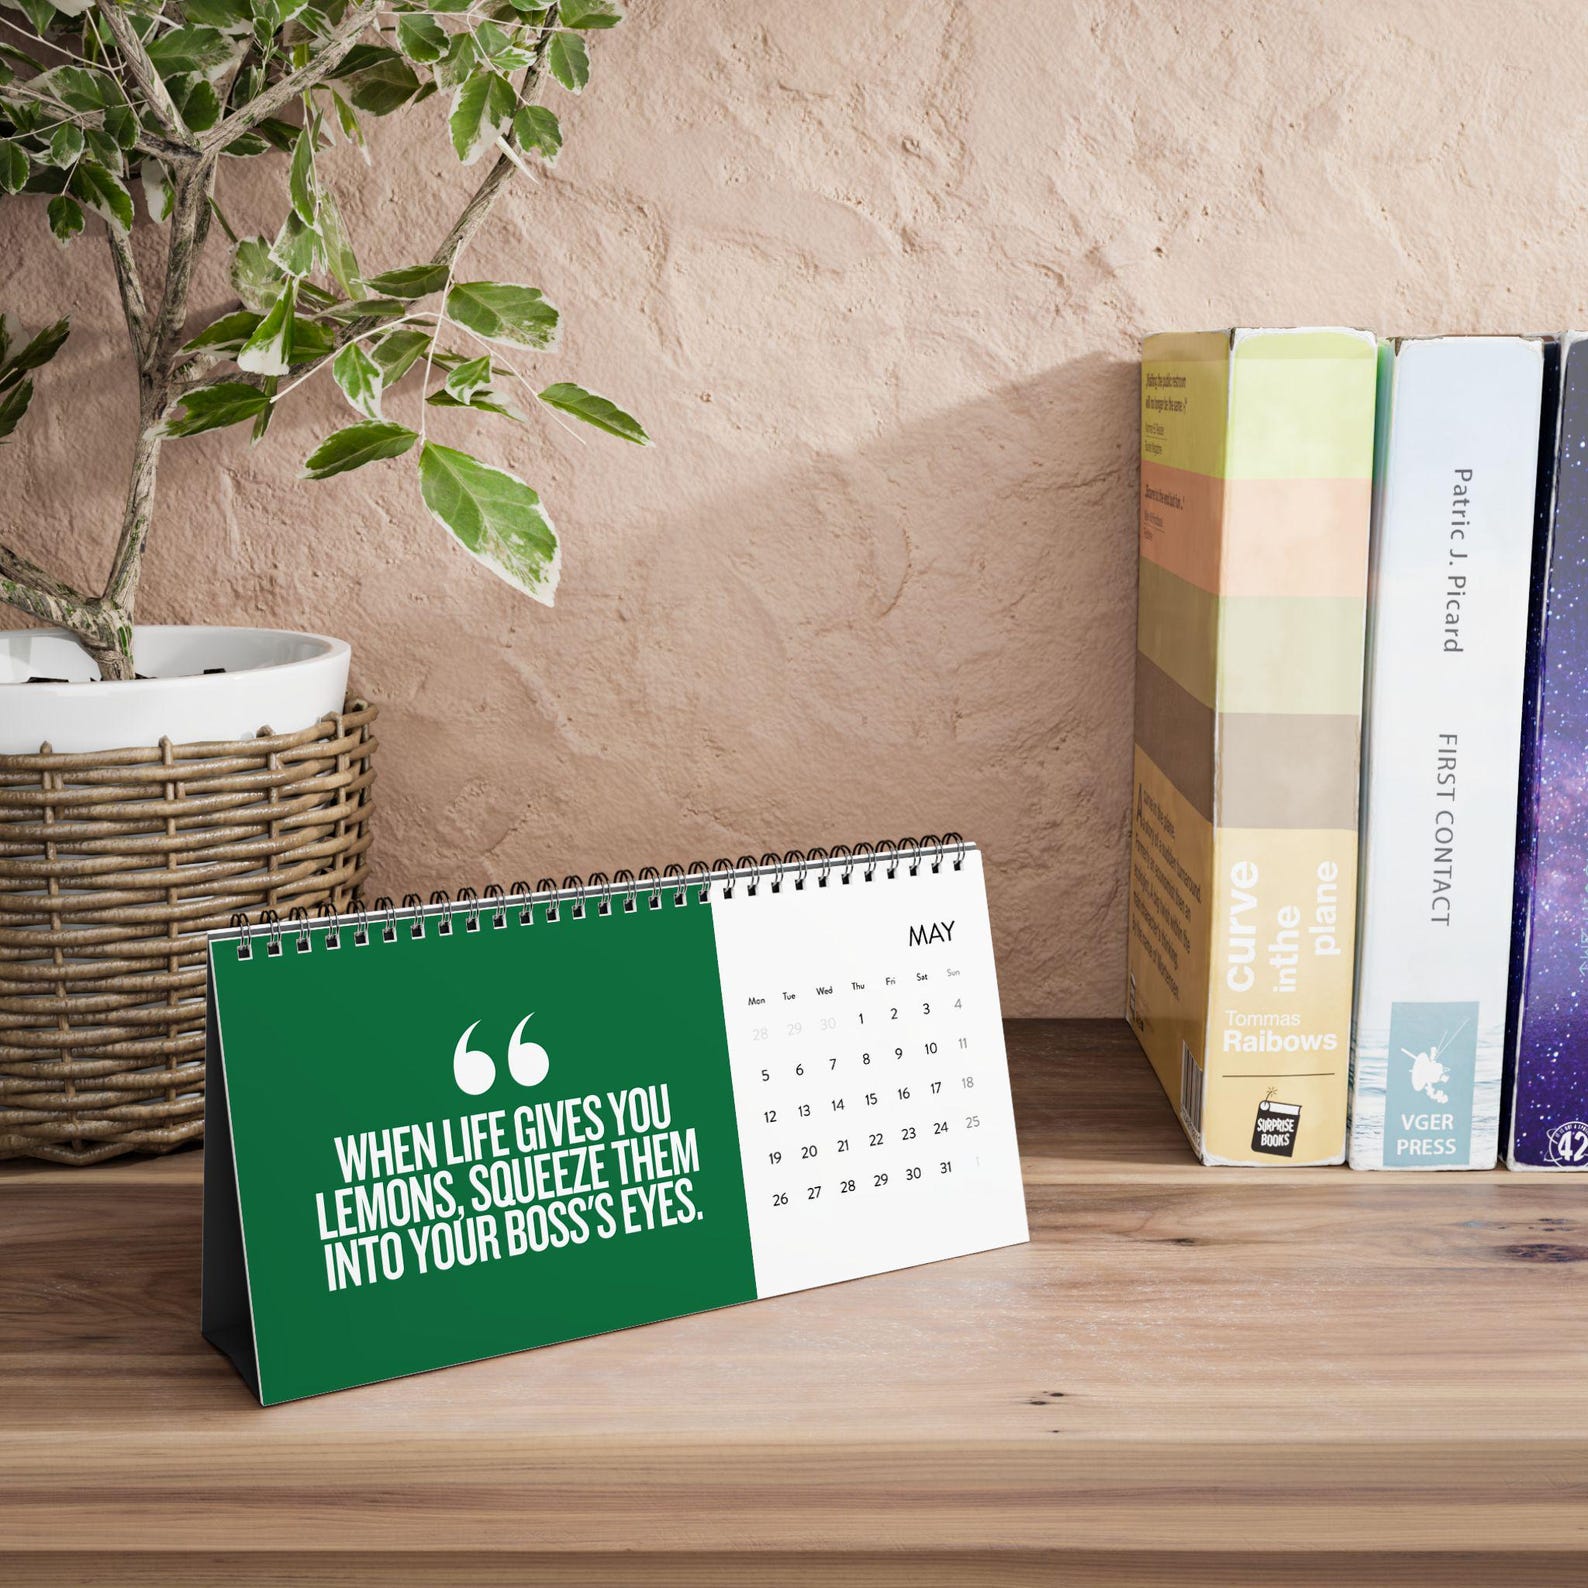 WHEN LIFE GIVES YOU
LEMONS, SQUEEZE THEM
INTO YOUR BOSS'S EYES.
MAY
Mon Tue Wed Thu Fri Sat Sun
28 29 30 1 2 3 4
5 6 7 8 9 10 11
12 13 14 15 16 17 18
19 20 21 22 23 24 25
26 27 28 29 30 31 1
curve
inthe
plane
Tommas
Raibows
SURPRISE
BOOKS
Patric J. Picard
FIRST CONTACT
VGER
PRESS
42